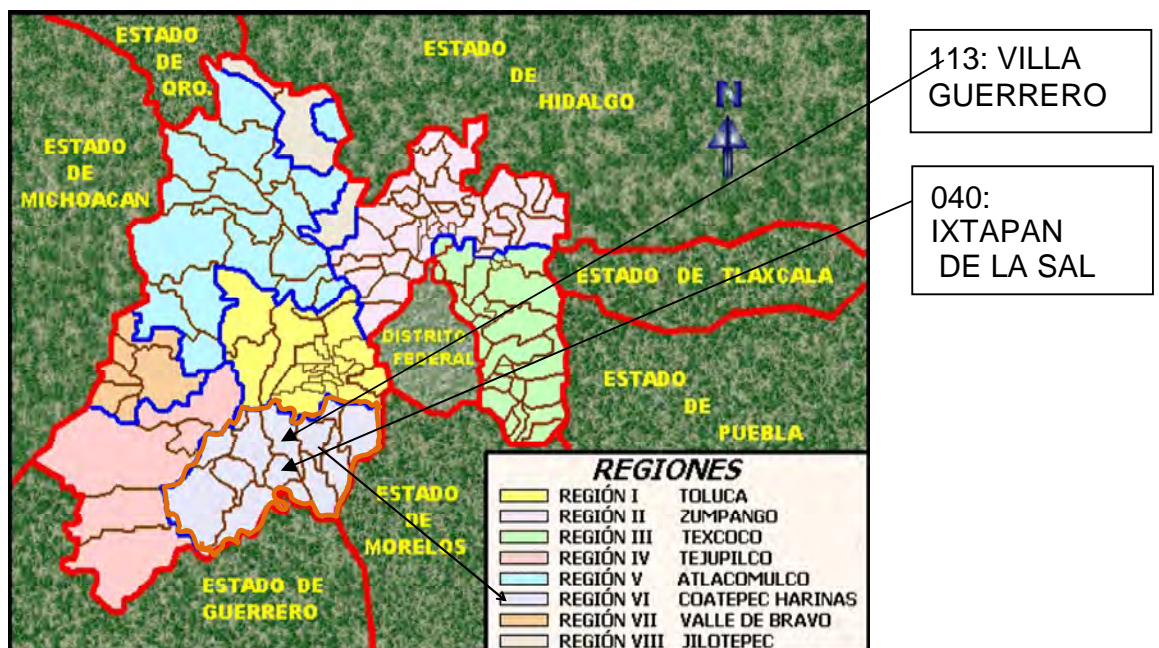 ESTADO
DE
QRO.
ESTADO
DE
HIDALGO
N
ESTADO
DE
MICHOACAN
ESTADO DE TLAXCALA
DISTRITO
FEDERAL
ESTADO
DE
PUEBLA
ESTADO
DE
MORELOS
ESTADO DE
GUERRERO
113: VILLA
GUERRERO
040:
IXTAPAN
DE LA SAL
REGIONES
REGIÓN I TOLUCA
REGIÓN II ZUMPANGO
REGIÓN III TEXCOCO
REGIÓN IV TEJUPILCO
REGIÓN V ATLACOMULCO
REGIÓN VI COATEPEC HARINAS
REGIÓN VII VALLE DE BRAVO
REGIÓN VIII JILOTEPEC